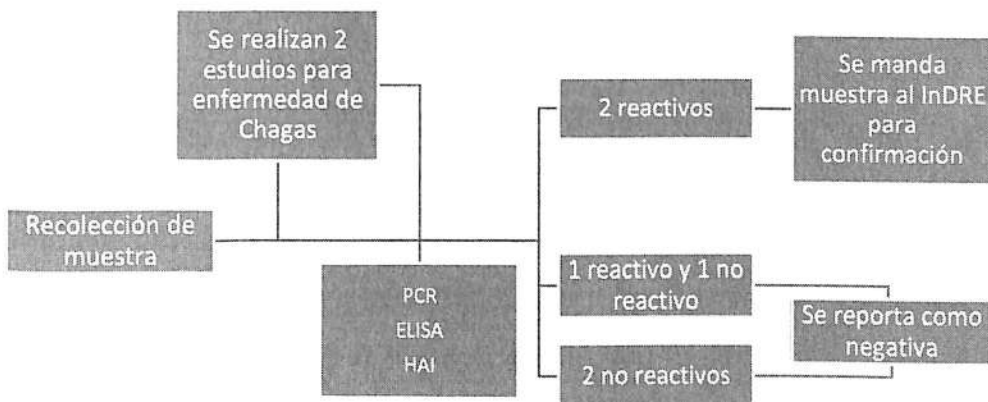 Se realizan 2
estudios para
enfermedad de
Chagas
Recolección de
muestra
PCR
ELISA
HAI
2 reactivos
Se manda
muestra al InDRE
para
confirmación
1 reactivo y 1 no
reactivo
2 no reactivos
Se reporta como
negativa